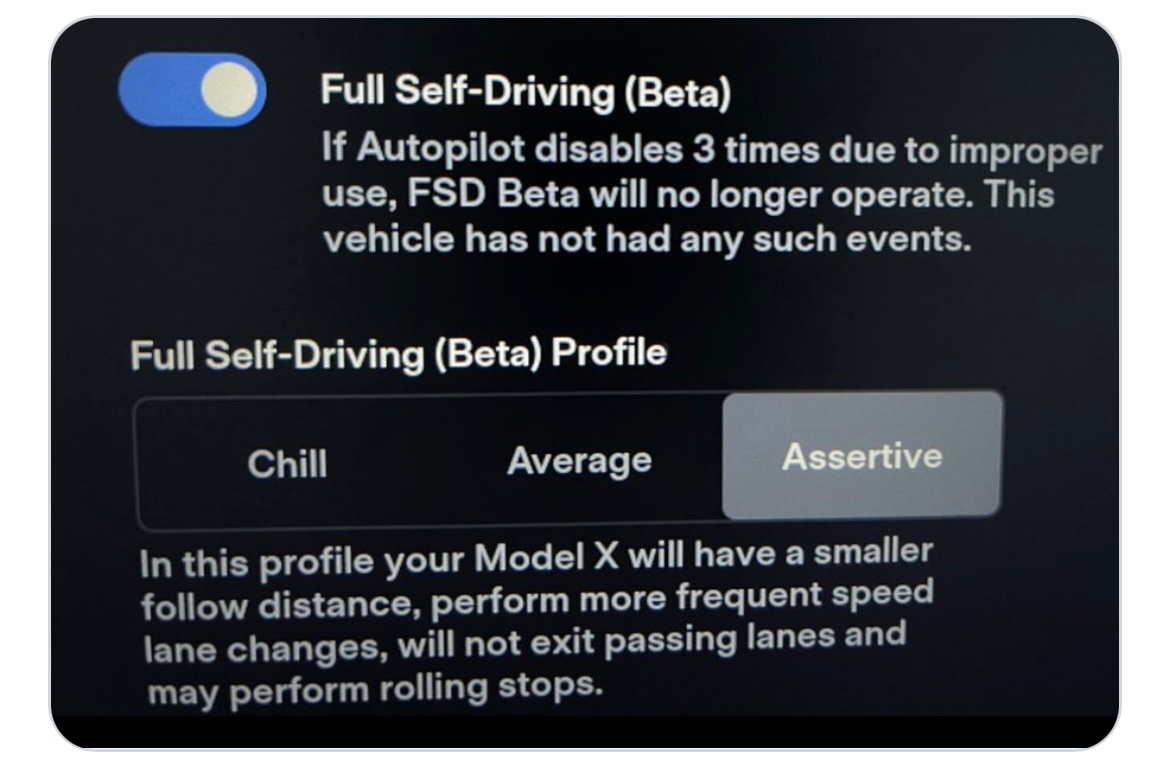 Full Self-Driving (Beta)
If Autopilot disables 3 times due to improper
use, FSD Beta will no longer operate. This
vehicle has not had any such events.
Full Self-Driving (Beta) Profile
Chill
Average
Assertive
In this profile your Model X will have a smaller
follow distance, perform more frequent speed
lane changes, will not exit passing lanes and
may perform rolling stops.